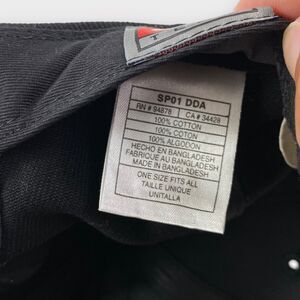 SP01 DDA
RN # 94878 CA # 34428
100% COTTON
100% COTON
100% ALGODON
HECHO EN BANGLADESH
FABRIQUE AU BANGLADESH
MADE IN BANGLADESH
ONE SIZE FITS ALL
TAILLE UNIQUE
UNITALLA